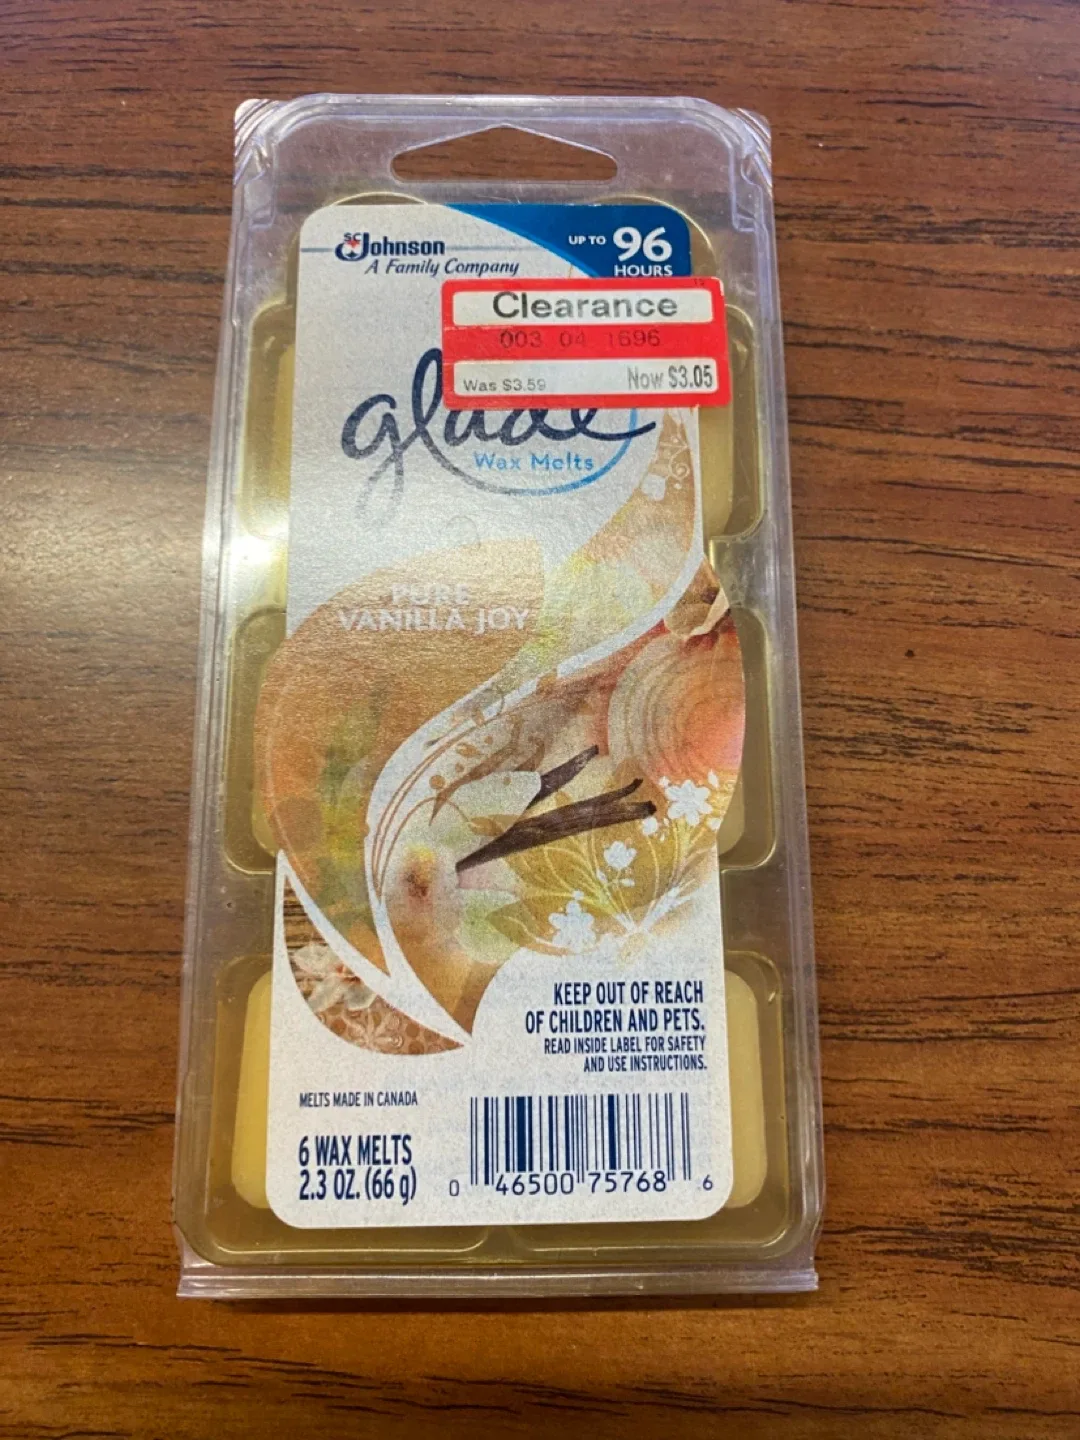 SC Johnson
A Family Company
UP TO 96
HOURS
Clearance
003 04 1696
Was $3.59 Now $3.05
glade
Wax Melts
PURE
VANILLA JOY
KEEP OUT OF REACH
OF CHILDREN AND PETS.
READ INSIDE LABEL FOR SAFETY
AND USE INSTRUCTIONS.
MELTS MADE IN CANADA
6 WAX MELTS
2.3 OZ. (66 g)
0 46500 75768 6